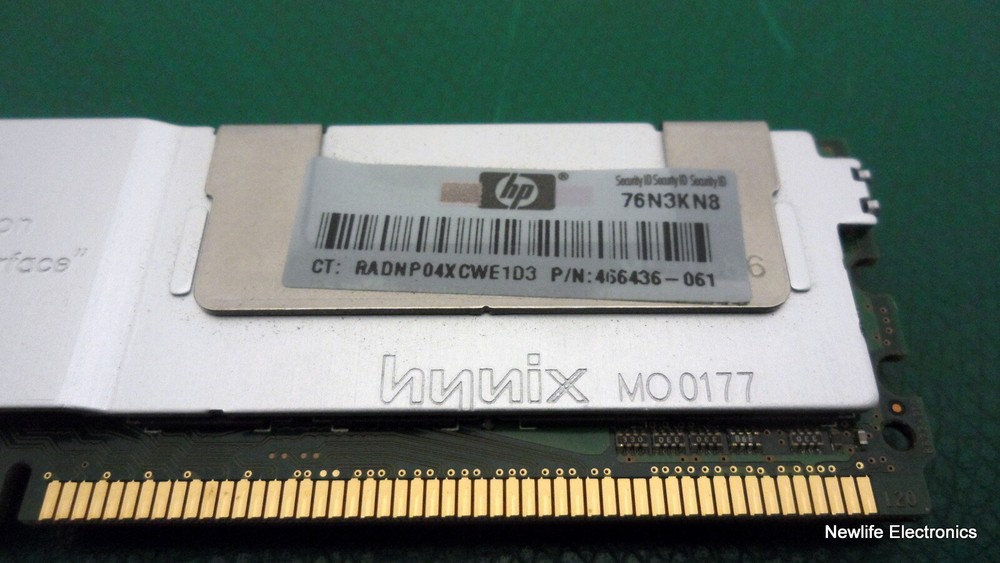 hp®
Security ID Security ID Security ID
76N3KN8
CT: RADNP04XCWE1D3 P/N:466436-061
6
on
rface"
hynix MO0177
120
Newlife Electronics